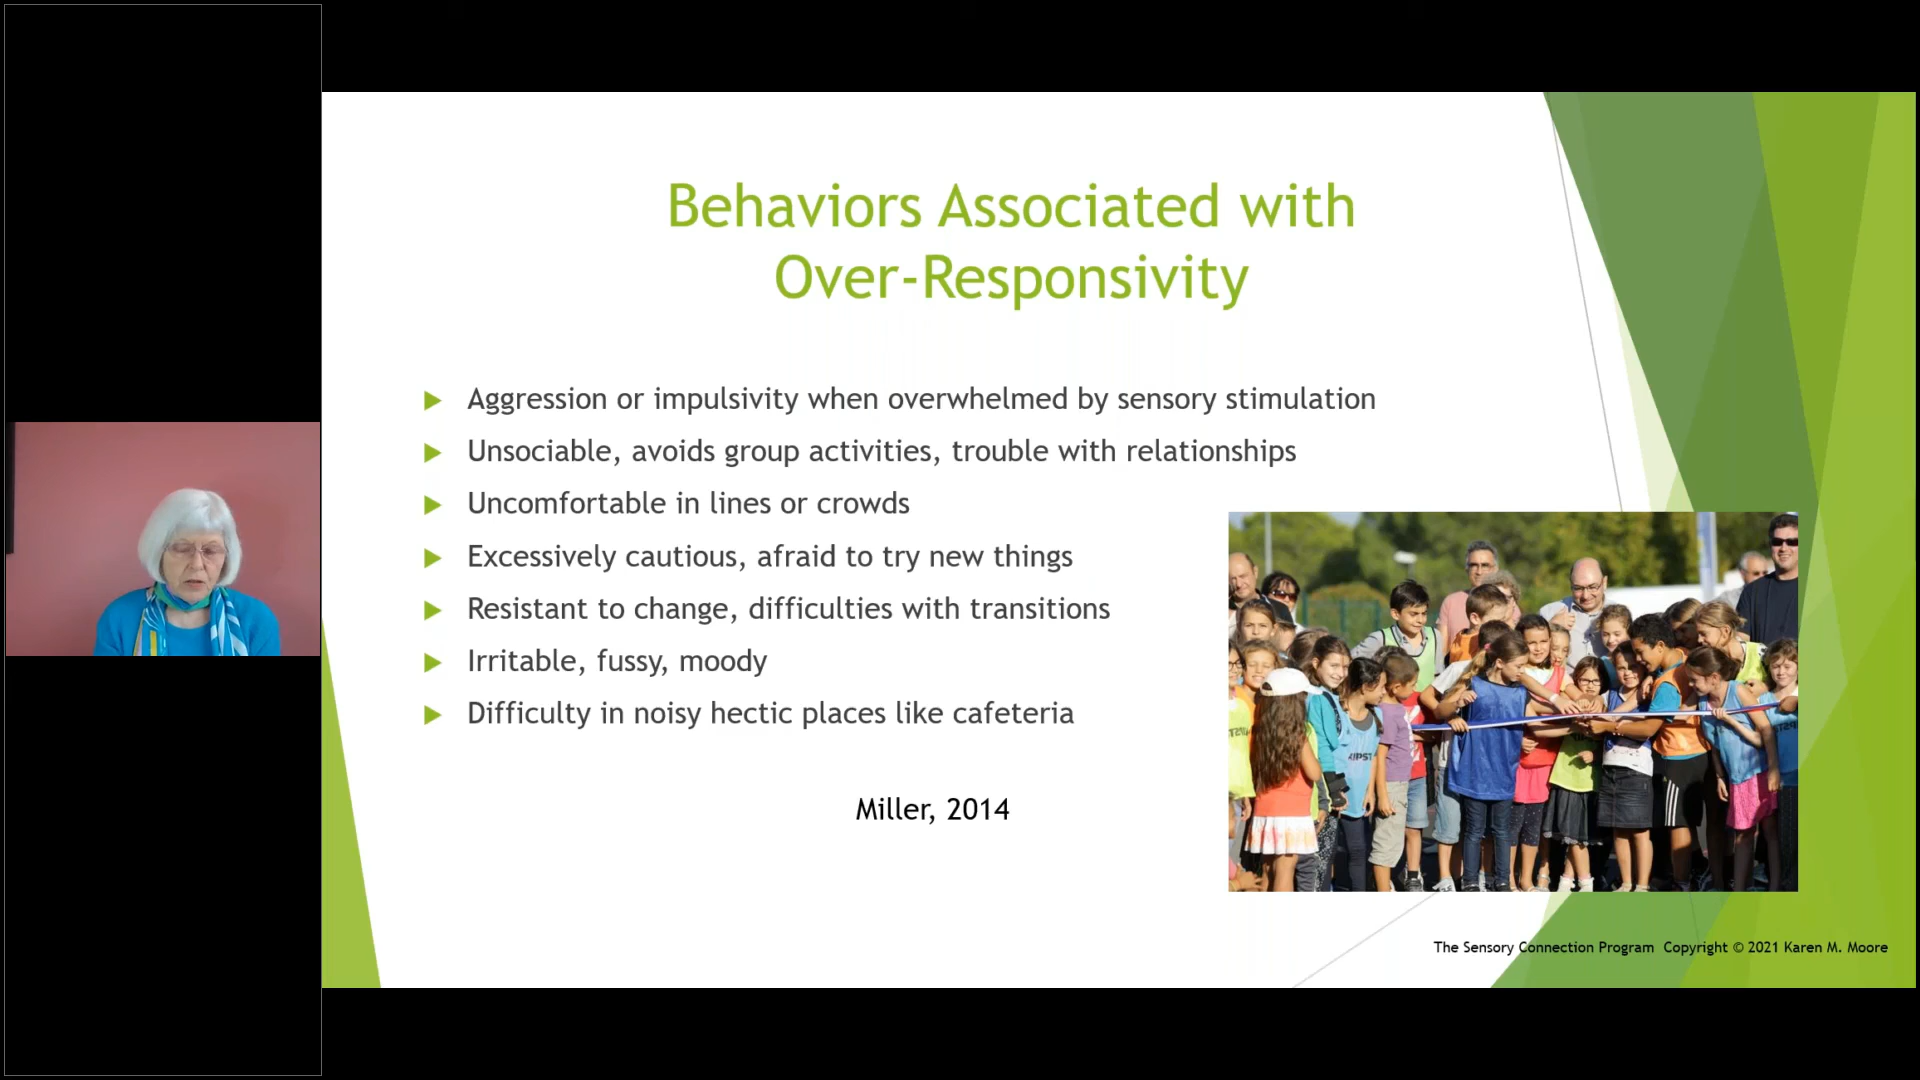 Behaviors Associated with
Over-Responsivity
Aggression or impulsivity when overwhelmed by sensory stimulation
Unsociable, avoids group activities, trouble with relationships
Uncomfortable in lines or crowds
Excessively cautious, afraid to try new things
Resistant to change, difficulties with transitions
Irritable, fussy, moody
Difficulty in noisy hectic places like cafeteria
Miller, 2014
The Sensory Connection Program Copyright © 2021 Karen M. Moore